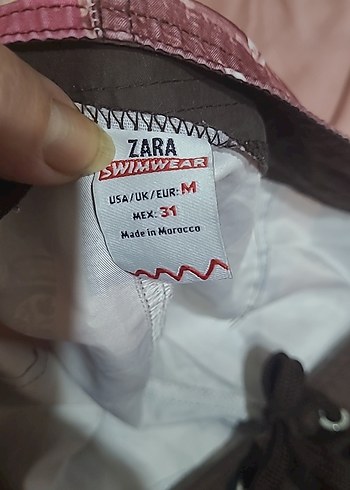 ZARA
SWIMWEAR
USA/UK/EUR: M
MEX: 31
Made in Morocco